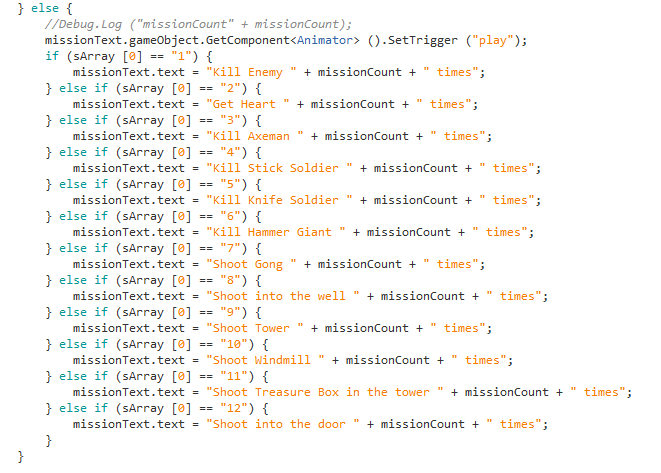 } else {
//Debug.Log ("missionCount" + missionCount);
missionText.gameObject.GetComponent<Animator> ().SetTrigger ("play");
if (sArray [0] == "1") {
missionText.text = "Kill Enemy " + missionCount + " times";
} else if (sArray [0] == "2") {
missionText.text = "Get Heart " + missionCount + " times";
} else if (sArray [0] == "3") {
missionText.text = "Kill Axeman " + missionCount + " times";
} else if (sArray [0] == "4") {
missionText.text = "Kill Stick Soldier " + missionCount + " times";
} else if (sArray [0] == "5") {
missionText.text = "Kill Knife Soldier " + missionCount + " times";
} else if (sArray [0] == "6") {
missionText.text = "Kill Hammer Giant " + missionCount + " times";
} else if (sArray [0] == "7") {
missionText.text = "Shoot Gong " + missionCount + " times";
} else if (sArray [0] == "8") {
missionText.text = "Shoot into the well " + missionCount + " times";
} else if (sArray [0] == "9") {
missionText.text = "Shoot Tower " + missionCount + " times";
} else if (sArray [0] == "10") {
missionText.text = "Shoot Windmill " + missionCount + " times";
} else if (sArray [0] == "11") {
missionText.text = "Shoot Treasure Box in the tower " + missionCount + " times";
} else if (sArray [0] == "12") {
missionText.text = "Shoot into the door " + missionCount + " times";
}
}